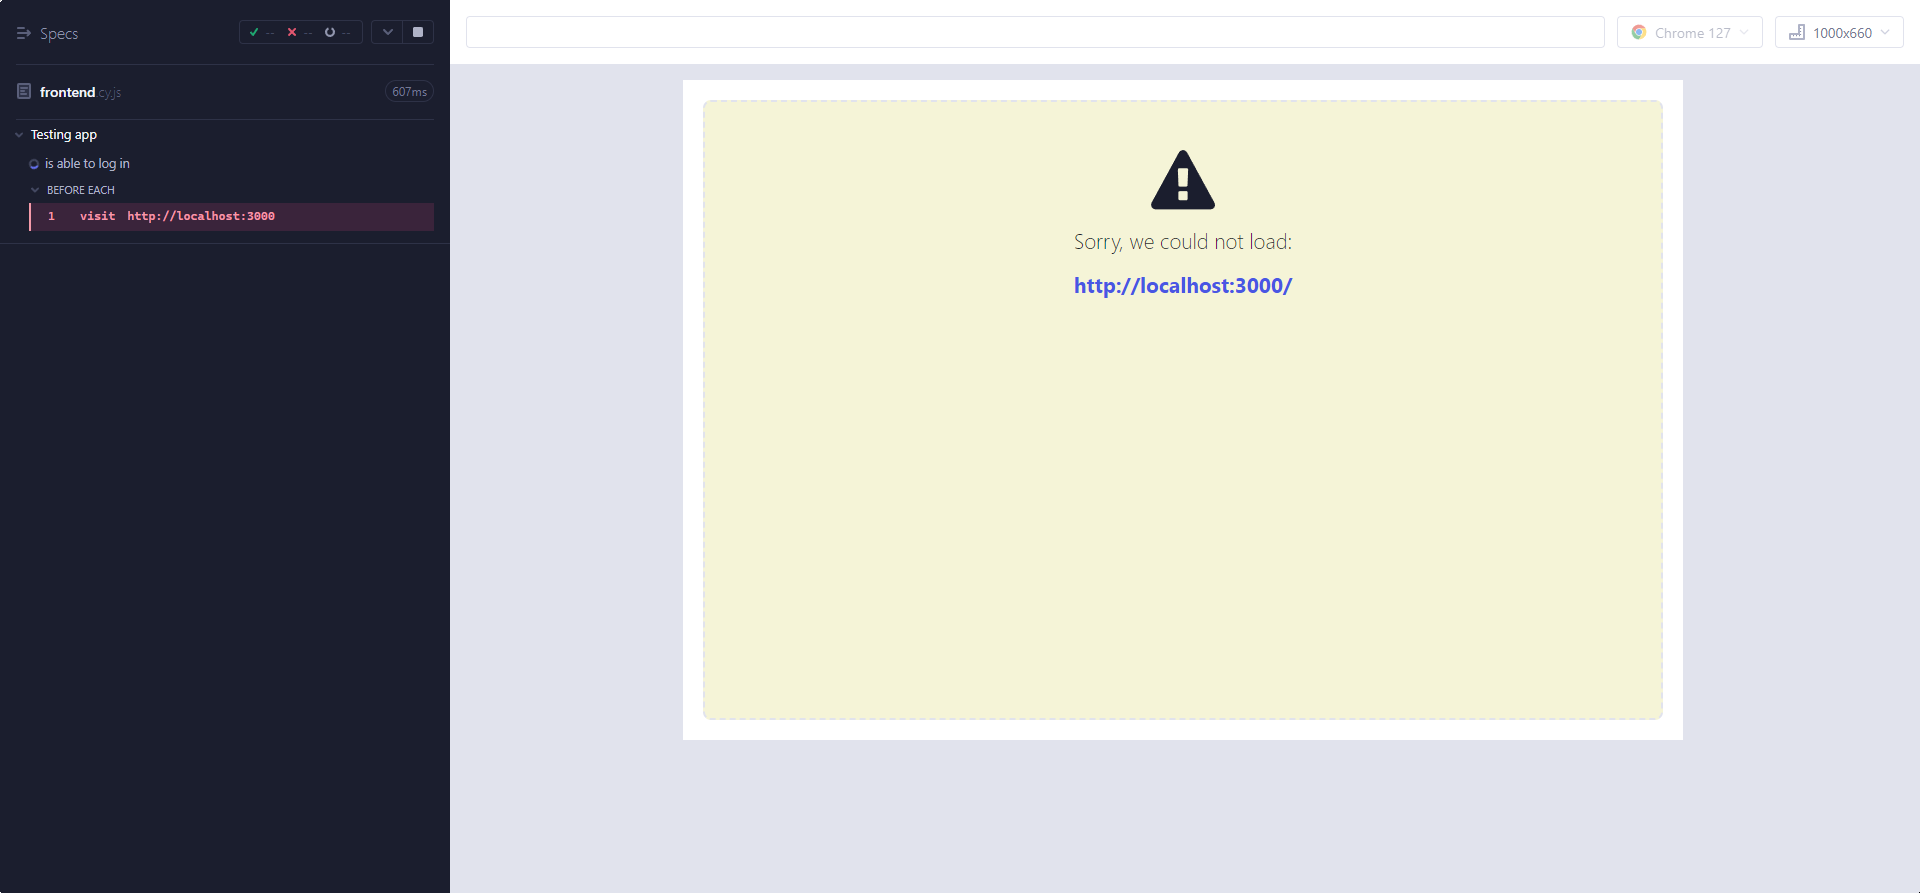 Specs
-- -- --
frontend.cy.js
607ms
Testing app
is able to log in
BEFORE EACH
1 visit http://localhost:3000
Chrome 127
1000x660
Sorry, we could not load:
http://localhost:3000/